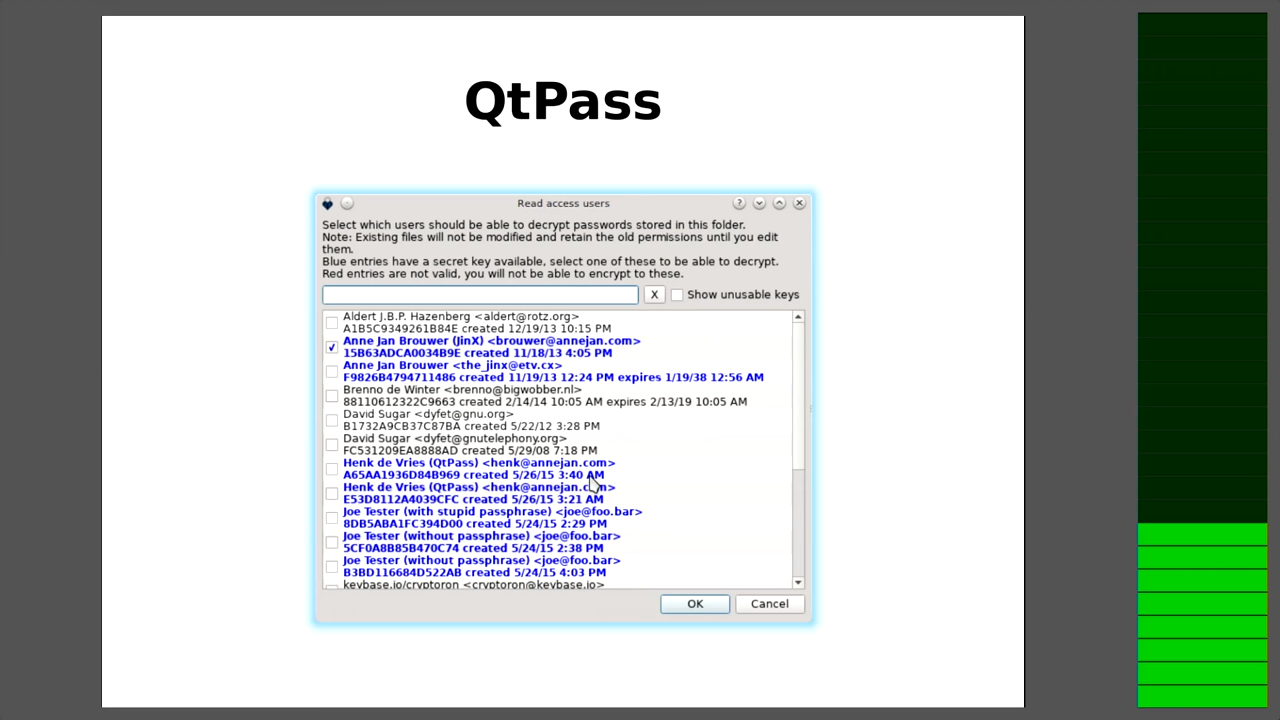 QtPass
Read access users
Select which users should be able to decrypt passwords stored in this folder.
Note: Existing files will not be modified and retain the old permissions until you edit
them.
Blue entries have a secret key available, select one of these to be able to decrypt.
Red entries are not valid, you will not be able to encrypt to these.
X Show unusable keys
Aldert J.B.P. Hazenberg <aldert@rotz.org>
A1B5C9349261B84E created 12/19/13 10:15 PM
Anne Jan Brouwer (JinX) <brouwer@annejan.com>
15B63ADCA0034B9E created 11/18/13 4:05 PM
Anne Jan Brouwer <the_jinx@etv.cx>
F9826B4794711486 created 11/19/13 12:24 PM expires 1/19/38 12:56 AM
Brenno de Winter <brenno@bigwobber.nl>
88110612322C9663 created 2/14/14 10:05 AM expires 2/13/19 10:05 AM
David Sugar <dyfet@gnu.org>
B1732A9CB37C87BA created 5/22/12 3:28 PM
David Sugar <dyfet@gnutelephony.org>
FC531209EA8888AD created 5/29/08 7:18 PM
Henk de Vries (QtPass) <henk@annejan.com>
A65AA1936D84B969 created 5/26/15 3:40 AM
Henk de Vries (QtPass) <henk@annejan.com>
E53D8112A4039CFC created 5/26/15 3:21 AM
Joe Tester (with stupid passphrase) <joe@foo.bar>
8DB5ABA1FC394D00 created 5/24/15 2:29 PM
Joe Tester (without passphrase) <joe@foo.bar>
5CF0A8B85B470C74 created 5/24/15 2:38 PM
Joe Tester (without passphrase) <joe@foo.bar>
B3BD116684D522AB created 5/24/15 4:03 PM
keybase.io/cryptoron <cryptoron@keybase.io>
OK Cancel